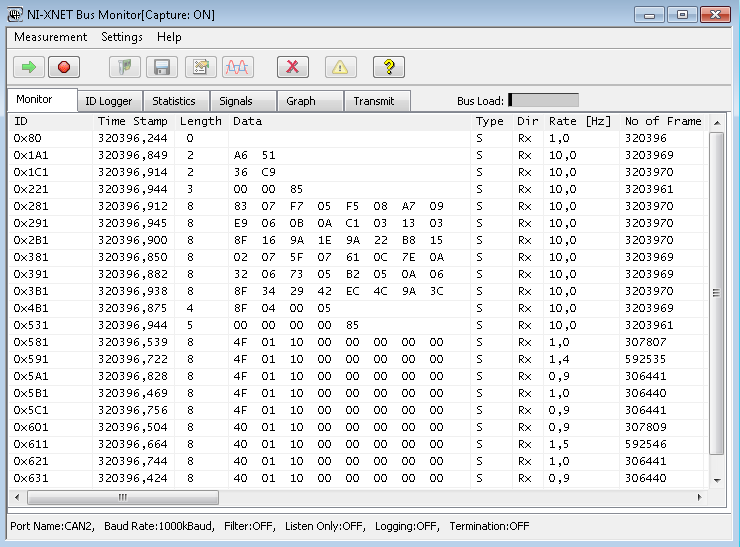 NI-XNET Bus Monitor[Capture: ON]
Measurement Settings Help
Monitor ID Logger Statistics Signals Graph Transmit Bus Load:
ID Time Stamp Length Data Type Dir Rate [Hz] No of Frame
0x80 320396,244 0 S Rx 1,0 320396
0x1A1 320396,849 2 A6 51 S Rx 10,0 3203969
0x1C1 320396,914 2 36 C9 S Rx 10,0 3203970
0x221 320396,944 3 00 00 85 S Rx 10,0 3203961
0x281 320396,912 8 83 07 F7 05 F5 08 A7 09 S Rx 10,0 3203970
0x291 320396,945 8 E9 06 0B 0A C1 03 13 03 S Rx 10,0 3203970
0x2B1 320396,900 8 8F 16 9A 1E 9A 22 B8 15 S Rx 10,0 3203970
0x381 320396,850 8 02 07 5F 07 61 0C 7E 0A S Rx 10,0 3203969
0x391 320396,882 8 32 06 73 05 B2 05 0A 06 S Rx 10,0 3203969
0x3B1 320396,938 8 8F 34 29 42 EC 4C 9A 3C S Rx 10,0 3203970
0x4B1 320396,875 4 8F 04 00 05 S Rx 10,0 3203969
0x531 320396,944 5 00 00 00 00 85 S Rx 10,0 3203961
0x581 320396,539 8 4F 01 10 00 00 00 00 00 S Rx 1,0 307807
0x591 320396,722 8 4F 01 10 00 00 00 00 00 S Rx 1,4 592535
0x5A1 320396,828 8 4F 01 10 00 00 00 00 00 S Rx 0,9 306441
0x5B1 320396,469 8 4F 01 10 00 00 00 00 00 S Rx 1,0 306440
0x5C1 320396,756 8 4F 01 10 00 00 00 00 00 S Rx 0,9 306441
0x601 320396,504 8 40 01 10 00 00 00 00 00 S Rx 0,9 307809
0x611 320396,664 8 40 01 10 00 00 00 00 00 S Rx 1,5 592546
0x621 320396,744 8 40 01 10 00 00 00 00 00 S Rx 1,0 306441
0x631 320396,424 8 40 01 10 00 00 00 00 00 S Rx 0,9 306440
Port Name:CAN2, Baud Rate:1000kBaud, Filter:OFF, Listen Only:OFF, Logging:OFF, Termination:OFF